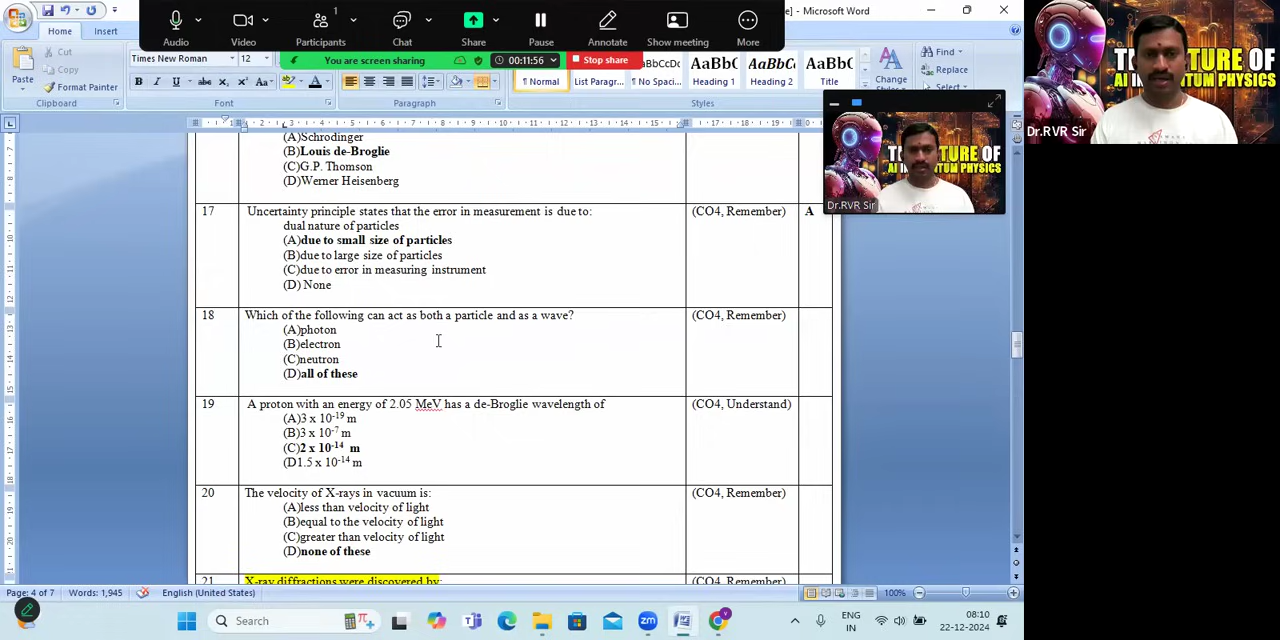 1
e] - Microsoft Word
Audio
Video
Participants
Chat
Share
Pause
Annotate
Show meeting
More
You are screen sharing
00:11:56
Stop share
Home
Insert
Cut
Copy
Format Painter
Paste
Clipboard
Times New Roman
12
Font
Paragraph
¶ Normal
List Paragr...
¶ No Spaci...
Heading 1
Heading 2
Title
Change
Styles
Find
Replace
Select
Dr.RVR Sir
Dr.RVR Sir
(A)Schrodinger
(B)Louis de-Broglie
(C)G.P. Thomson
(D)Werner Heisenberg
17 Uncertainty principle states that the error in measurement is due to: (CO4, Remember) A
dual nature of particles
(A)due to small size of particles
(B)due to large size of particles
(C)due to error in measuring instrument
(D) None
18 Which of the following can act as both a particle and as a wave? (CO4, Remember)
(A)photon
(B)electron
(C)neutron
(D)all of these
19 A proton with an energy of 2.05 MeV has a de-Broglie wavelength of (CO4, Understand)
(A)3 x 10⁻¹⁹ m
(B)3 x 10⁻⁷ m
(C)2 x 10⁻¹⁴ m
(D1.5 x 10⁻¹⁴ m
20 The velocity of X-rays in vacuum is: (CO4, Remember)
(A)less than velocity of light
(B)equal to the velocity of light
(C)greater than velocity of light
(D)none of these
21 X-ray diffractions were discovered by: (CO4, Remember)
Page: 4 of 7
Words: 1,945
English (United States)
100%
Search
ENG
IN
08:10
22-12-2024